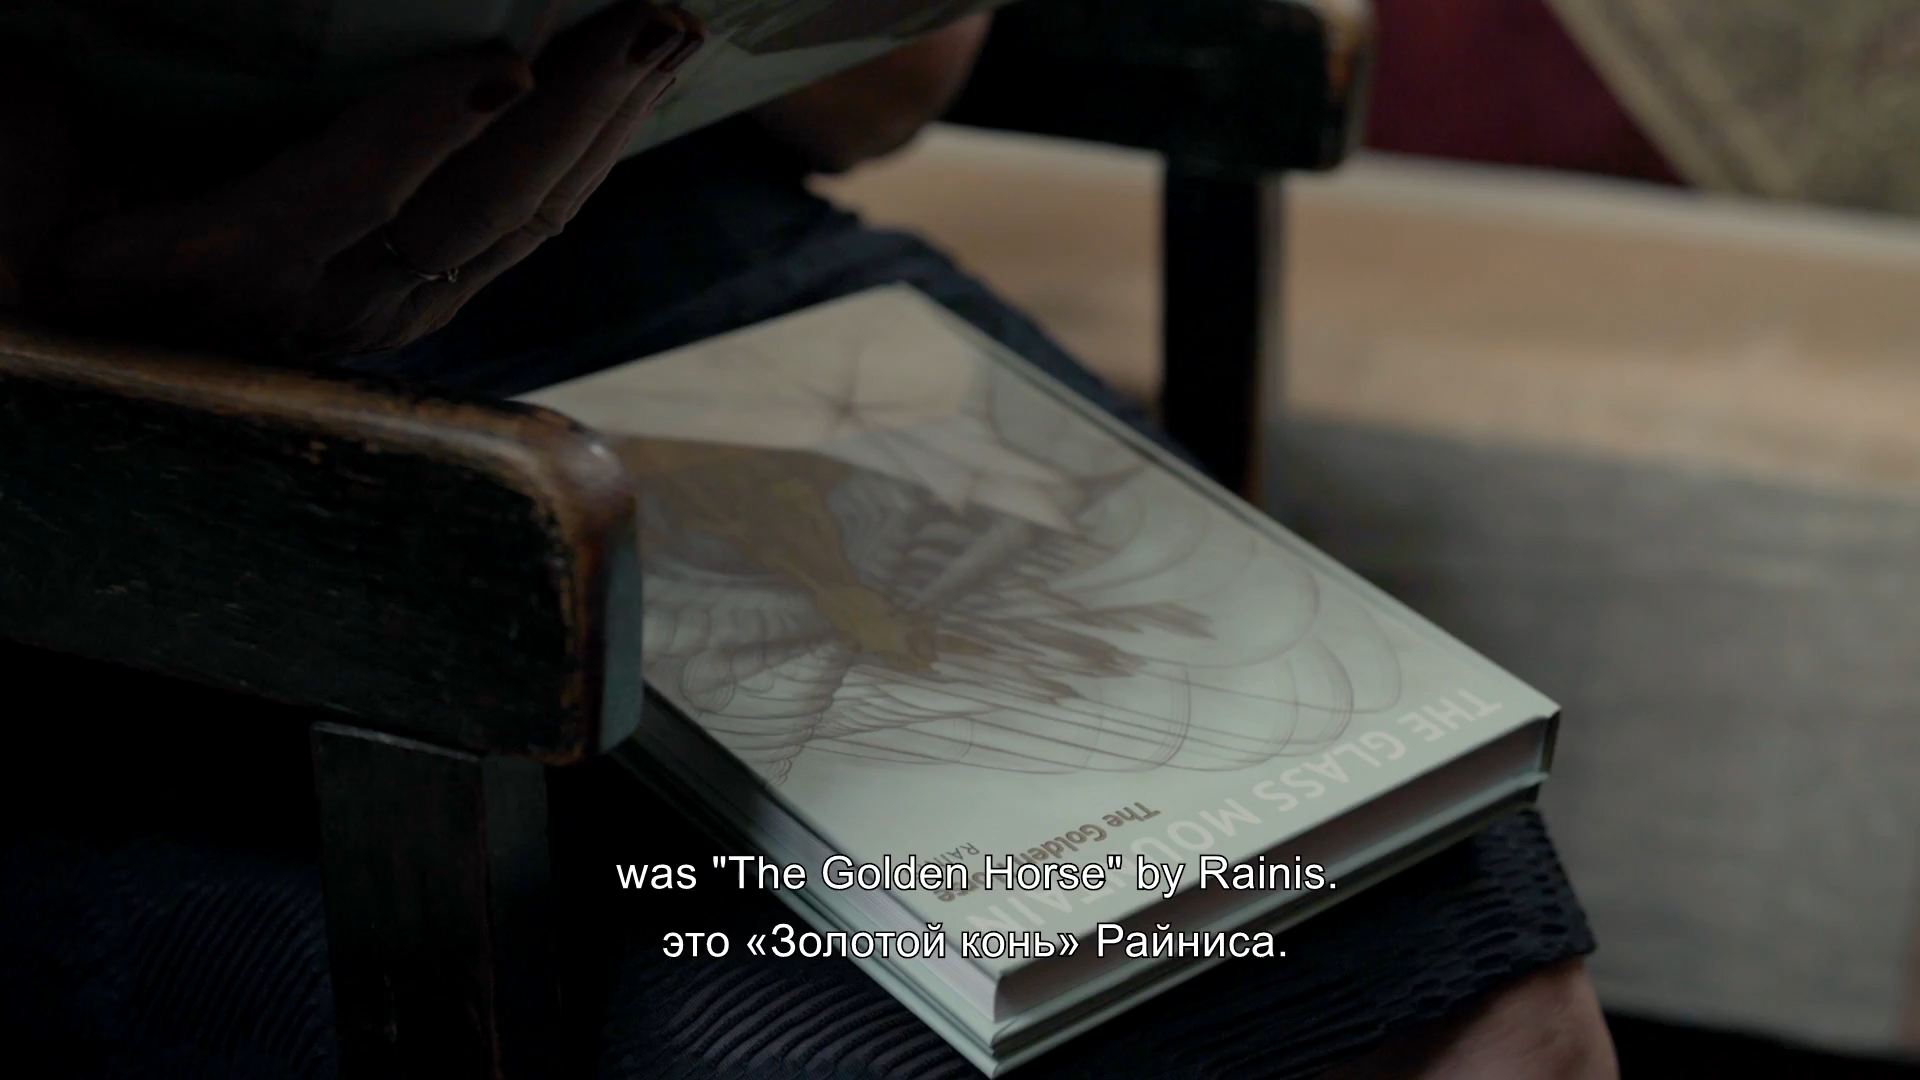 THE GLASS MOUNTAIN
The Golden Horse
was "The Golden Horse" by Rainis.
это «Золотой конь» Райниса.